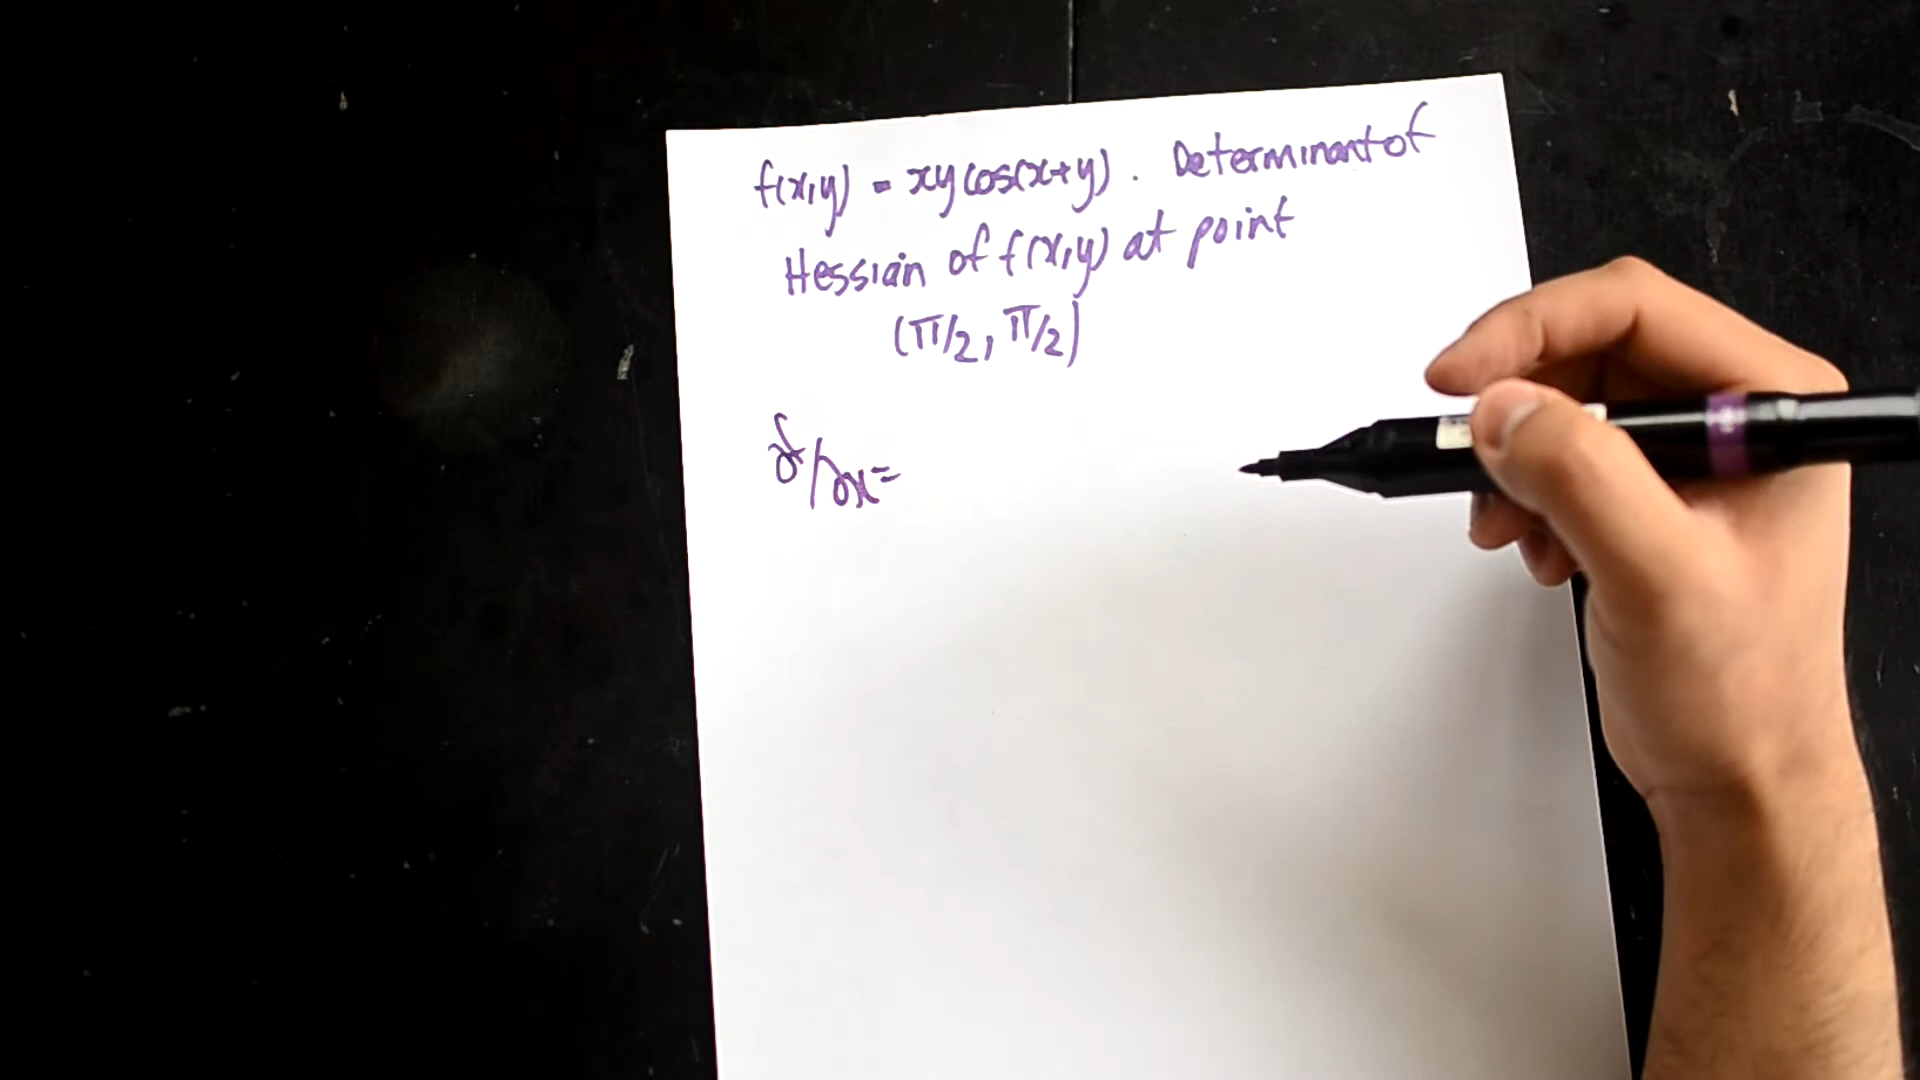 f(x,y) = xy cos(x+y). Determinant of
Hessian of f(x,y) at point
(π/2, π/2)
∂f/∂x=